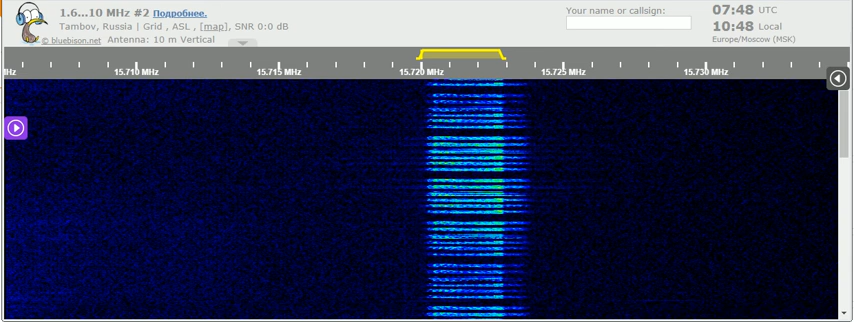 1.6...10 MHz #2 Подробнее.
Tambov, Russia | Grid , ASL , [map], SNR 0:0 dB
© bluebison.net Antenna: 10 m Vertical
Your name or callsign:
07:48 UTC
10:48 Local
Europe/Moscow (MSK)
Hz 15.710 MHz 15.715 MHz 15.720 MHz 15.725 MHz 15.730 MHz